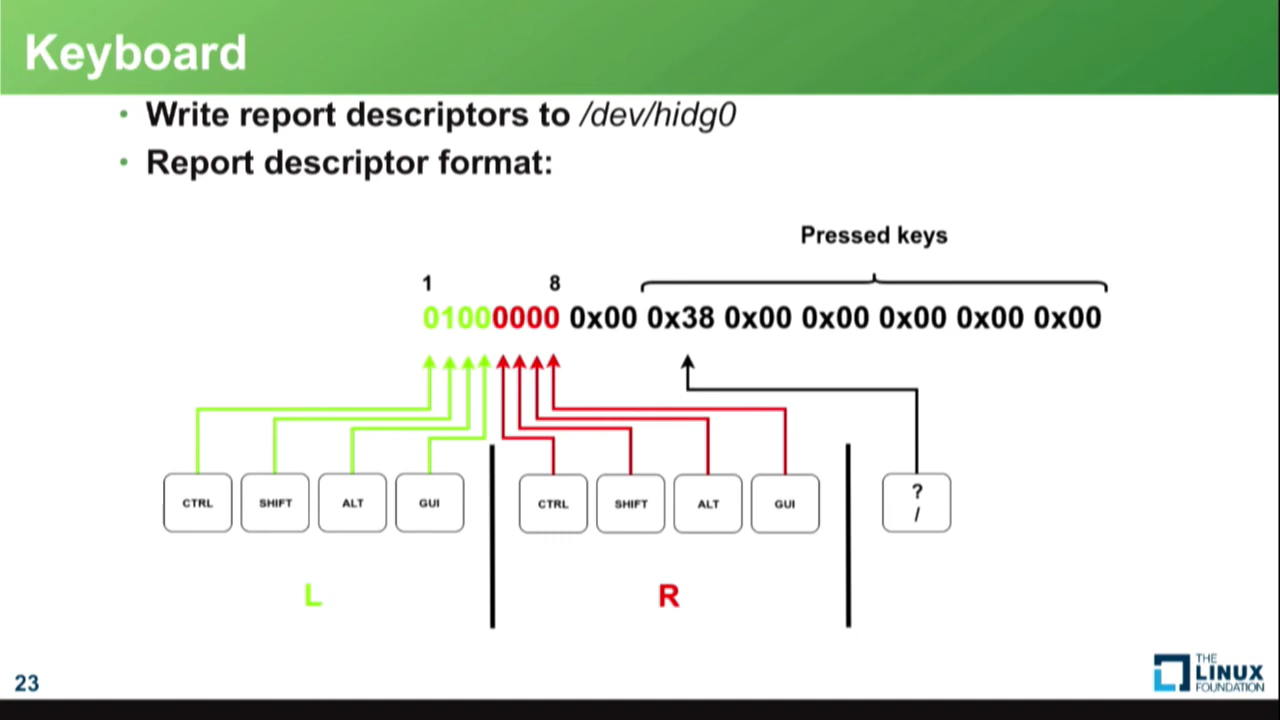 Keyboard
• Write report descriptors to /dev/hidg0
• Report descriptor format:
Pressed keys
1 8
01000000 0x00 0x38 0x00 0x00 0x00 0x00 0x00
CTRL SHIFT ALT GUI CTRL SHIFT ALT GUI ?
/
L R
23
THE
LINUX
FOUNDATION